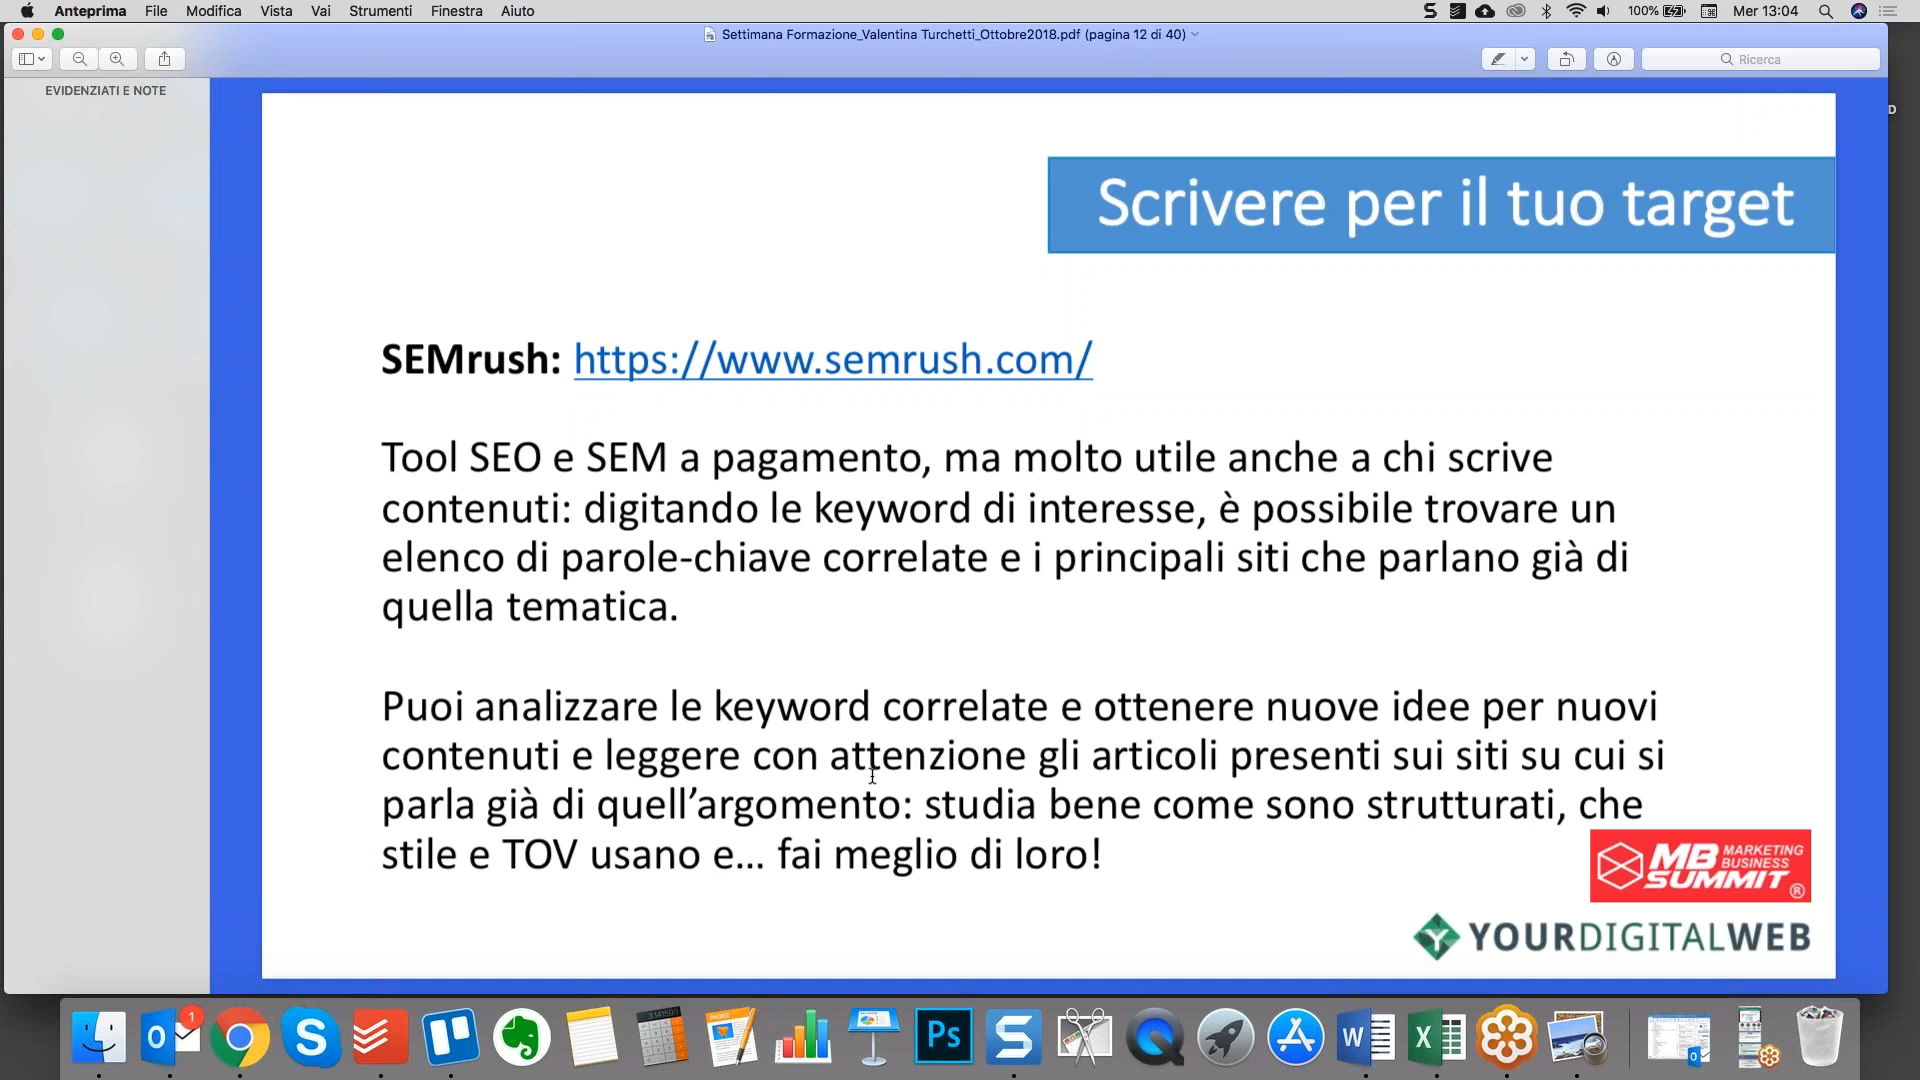 Anteprima File Modifica Vista Vai Strumenti Finestra Aiuto 100% Mer 13:04
Settimana Formazione_Valentina Turchetti_Ottobre2018.pdf (pagina 12 di 40)
Ricerca
EVIDENZIATI E NOTE
D
Scrivere per il tuo target
SEMrush: https://www.semrush.com/
Tool SEO e SEM a pagamento, ma molto utile anche a chi scrive
contenuti: digitando le keyword di interesse, è possibile trovare un
elenco di parole-chiave correlate e i principali siti che parlano già di
quella tematica.
Puoi analizzare le keyword correlate e ottenere nuove idee per nuovi
contenuti e leggere con attenzione gli articoli presenti sui siti su cui si
parla già di quell’argomento: studia bene come sono strutturati, che
stile e TOV usano e... fai meglio di loro!
MB MARKETING
BUSINESS
SUMMIT ®
YOURDIGITALWEB
1
3.141593
PAGES
Ps